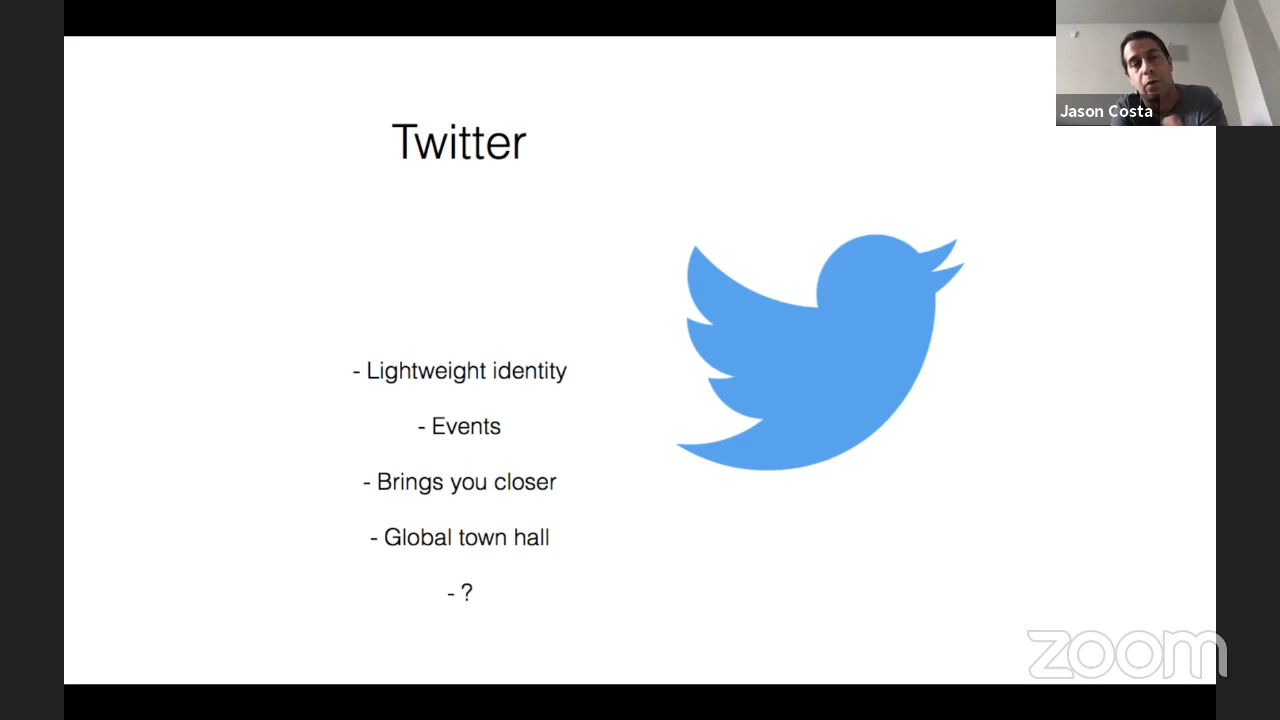 Jason Costa
Twitter
- Lightweight identity
- Events
- Brings you closer
- Global town hall
- ?
zoom